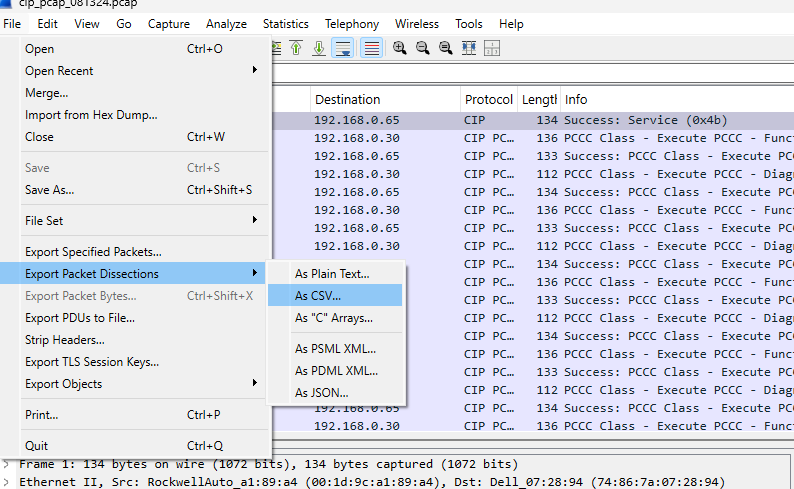 cip_pcap_081324.pcap
File Edit View Go Capture Analyze Statistics Telephony Wireless Tools Help
Open Ctrl+O
Open Recent
Merge...
Import from Hex Dump...
Close Ctrl+W
Save Ctrl+S
Save As... Ctrl+Shift+S
File Set
Export Specified Packets...
Export Packet Dissections
Export Packet Bytes... Ctrl+Shift+X
Export PDUs to File...
Strip Headers...
Export TLS Session Keys...
Export Objects
Print... Ctrl+P
Quit Ctrl+Q
As Plain Text...
As CSV...
As "C" Arrays...
As PSML XML...
As PDML XML...
As JSON...
Destination Protocol Lengtl Info
192.168.0.65 CIP 134 Success: Service (0x4b)
192.168.0.30 CIP PC… 136 PCCC Class - Execute PCCC - Funct
192.168.0.65 CIP PC… 133 Success: PCCC Class - Execute PC
192.168.0.30 CIP PC… 112 PCCC Class - Execute PCCC - Diag
192.168.0.65 CIP PC… 134 Success: PCCC Class - Execute PC
192.168.0.30 CIP PC… 136 PCCC Class - Execute PCCC - Funct
192.168.0.65 CIP PC… 133 Success: PCCC Class - Execute PC
192.168.0.30 CIP PC… 112 PCCC Class - Execute PCCC - Diag
CIP PC… 134 Success: PCCC Class - Execute PC
CIP PC… 136 PCCC Class - Execute PCCC - Funct
CIP PC… 133 Success: PCCC Class - Execute PC
CIP PC… 112 PCCC Class - Execute PCCC - Diag
CIP PC… 134 Success: PCCC Class - Execute PC
CIP PC… 136 PCCC Class - Execute PCCC - Funct
CIP PC… 133 Success: PCCC Class - Execute PC
CIP PC… 112 PCCC Class - Execute PCCC - Diag
192.168.0.65 CIP PC… 134 Success: PCCC Class - Execute PC
192.168.0.30 CIP PC… 136 PCCC Class - Execute PCCC - Funct
Frame 1: 134 bytes on wire (1072 bits), 134 bytes captured (1072 bits)
Ethernet II, Src: RockwellAuto_a1:89:a4 (00:1d:9c:a1:89:a4), Dst: Dell_07:28:94 (74:86:7a:07:28:94)